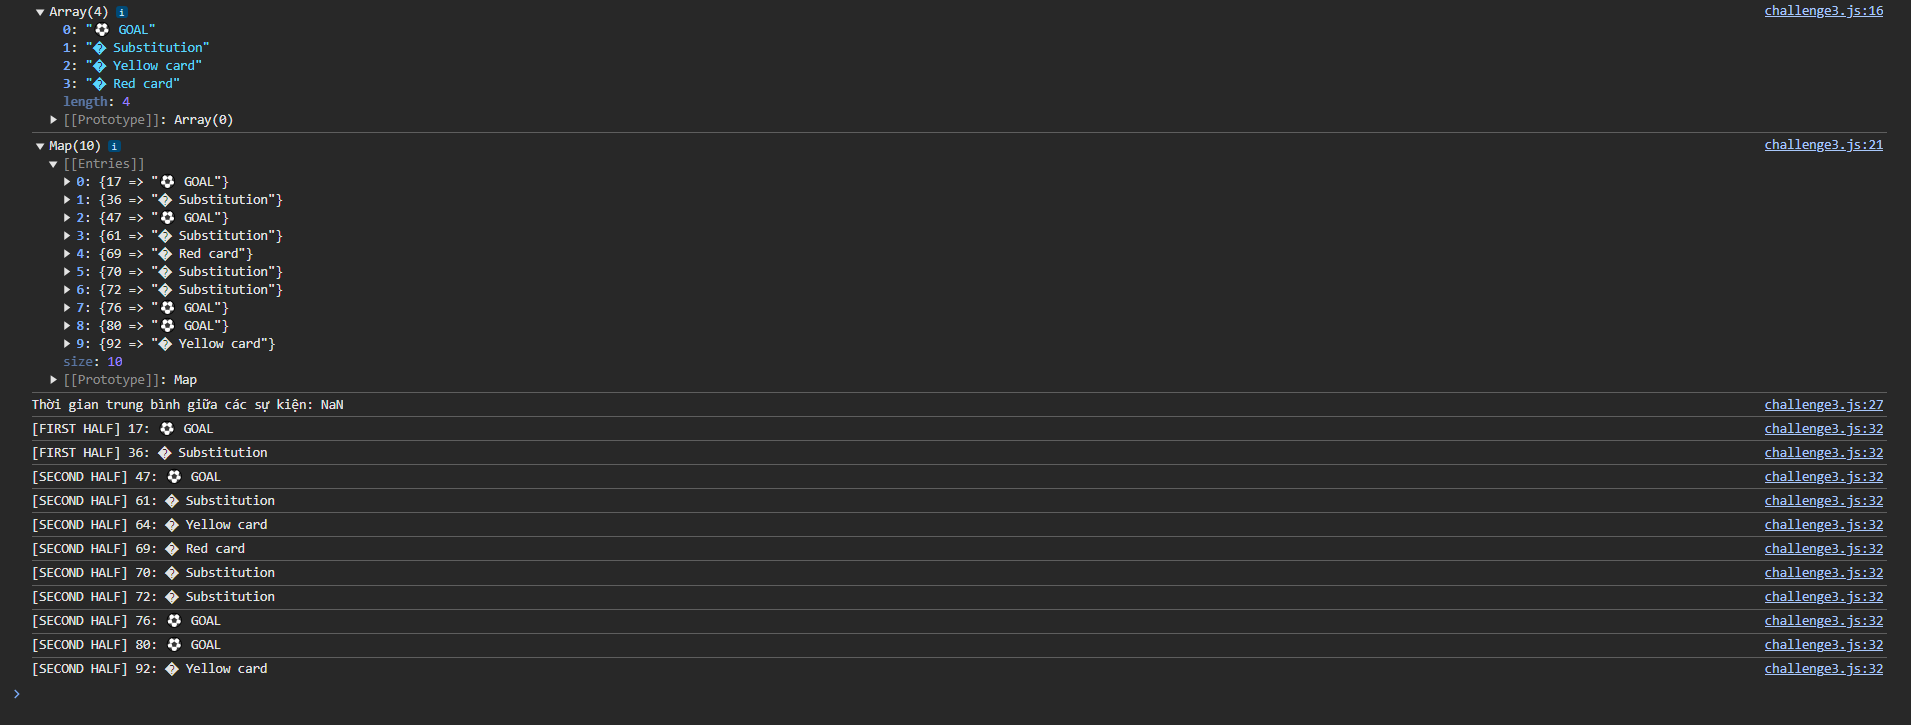 ▼ Array(4) i challenge3.js:16
0: "⚽ GOAL"
1: "� Substitution"
2: "� Yellow card"
3: "� Red card"
length: 4
▶ [[Prototype]]: Array(0)
▼ Map(10) i challenge3.js:21
▼ [[Entries]]
▶ 0: {17 => "⚽ GOAL"}
▶ 1: {36 => "� Substitution"}
▶ 2: {47 => "⚽ GOAL"}
▶ 3: {61 => "� Substitution"}
▶ 4: {69 => "� Red card"}
▶ 5: {70 => "� Substitution"}
▶ 6: {72 => "� Substitution"}
▶ 7: {76 => "⚽ GOAL"}
▶ 8: {80 => "⚽ GOAL"}
▶ 9: {92 => "� Yellow card"}
size: 10
▶ [[Prototype]]: Map
Thời gian trung bình giữa các sự kiện: NaN challenge3.js:27
[FIRST HALF] 17: ⚽ GOAL challenge3.js:32
[FIRST HALF] 36: � Substitution challenge3.js:32
[SECOND HALF] 47: ⚽ GOAL challenge3.js:32
[SECOND HALF] 61: � Substitution challenge3.js:32
[SECOND HALF] 64: � Yellow card challenge3.js:32
[SECOND HALF] 69: � Red card challenge3.js:32
[SECOND HALF] 70: � Substitution challenge3.js:32
[SECOND HALF] 72: � Substitution challenge3.js:32
[SECOND HALF] 76: ⚽ GOAL challenge3.js:32
[SECOND HALF] 80: ⚽ GOAL challenge3.js:32
[SECOND HALF] 92: � Yellow card challenge3.js:32
>